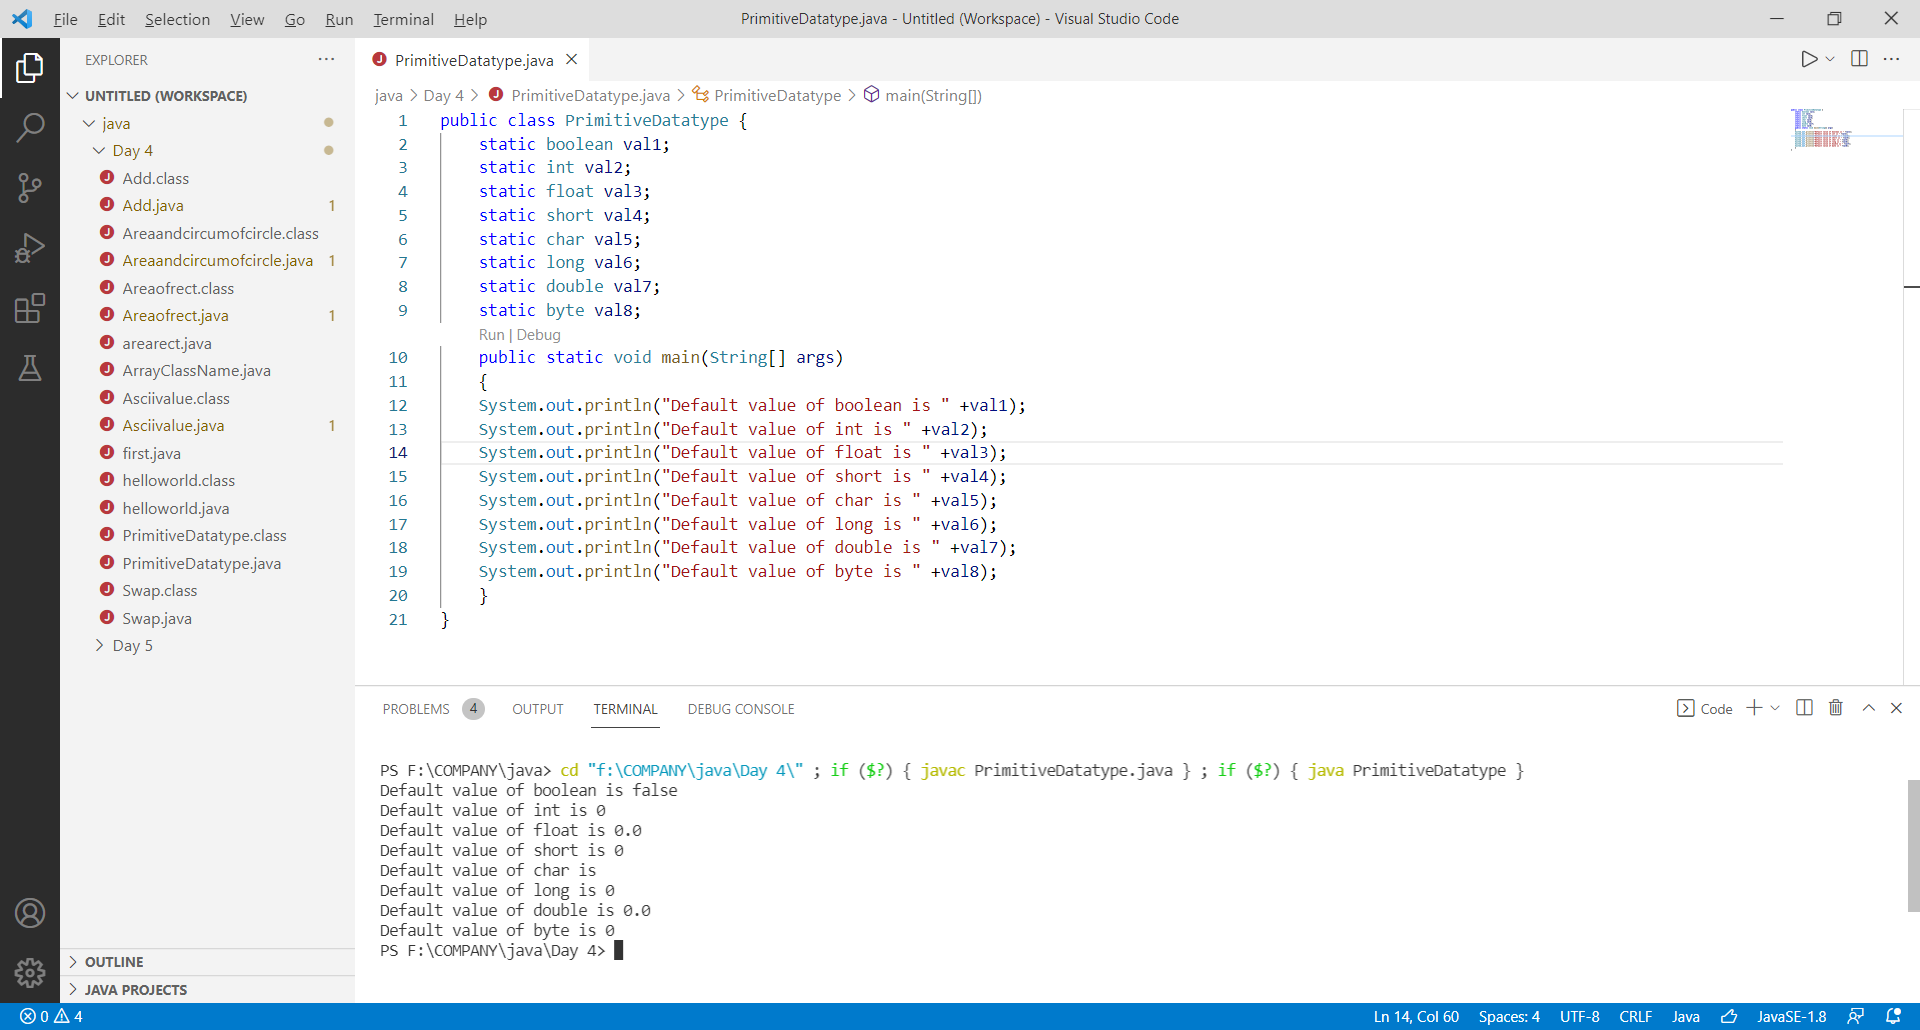 File Edit Selection View Go Run Terminal Help
PrimitiveDatatype.java - Untitled (Workspace) - Visual Studio Code
EXPLORER
UNTITLED (WORKSPACE)
java
Day 4
Add.class
Add.java 1
Areaandcircumofcircle.class
Areaandcircumofcircle.java 1
Areaofrect.class
Areaofrect.java 1
arearect.java
ArrayClassName.java
Asciivalue.class
Asciivalue.java 1
first.java
helloworld.class
helloworld.java
PrimitiveDatatype.class
PrimitiveDatatype.java
Swap.class
Swap.java
Day 5
OUTLINE
JAVA PROJECTS
PrimitiveDatatype.java
java > Day 4 > PrimitiveDatatype.java > PrimitiveDatatype > main(String[])
1 public class PrimitiveDatatype {
2 static boolean val1;
3 static int val2;
4 static float val3;
5 static short val4;
6 static char val5;
7 static long val6;
8 static double val7;
9 static byte val8;
Run | Debug
10 public static void main(String[] args)
11 {
12 System.out.println("Default value of boolean is " +val1);
13 System.out.println("Default value of int is " +val2);
14 System.out.println("Default value of float is " +val3);
15 System.out.println("Default value of short is " +val4);
16 System.out.println("Default value of char is " +val5);
17 System.out.println("Default value of long is " +val6);
18 System.out.println("Default value of double is " +val7);
19 System.out.println("Default value of byte is " +val8);
20 }
21 }
PROBLEMS 4 OUTPUT TERMINAL DEBUG CONSOLE
Code
PS F:\COMPANY\java> cd "f:\COMPANY\java\Day 4\" ; if ($?) { javac PrimitiveDatatype.java } ; if ($?) { java PrimitiveDatatype }
Default value of boolean is false
Default value of int is 0
Default value of float is 0.0
Default value of short is 0
Default value of char is
Default value of long is 0
Default value of double is 0.0
Default value of byte is 0
PS F:\COMPANY\java\Day 4>
0 4
Ln 14, Col 60 Spaces: 4 UTF-8 CRLF Java JavaSE-1.8